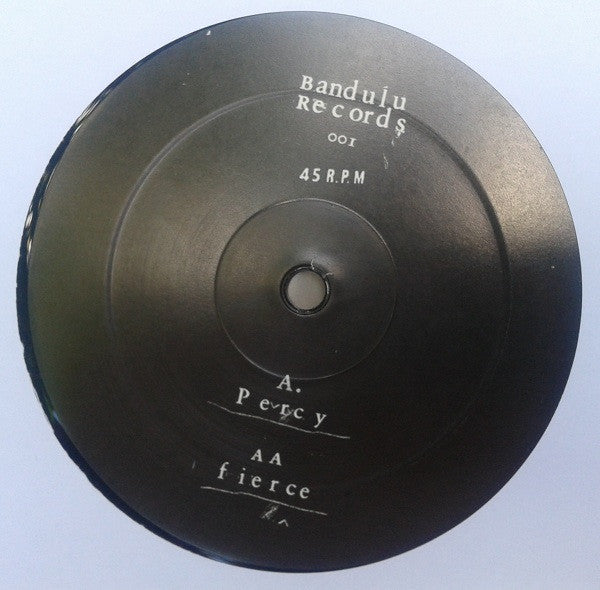 Bandulu
Records
001
45 R.P.M
A.
Percy
AA
fierce